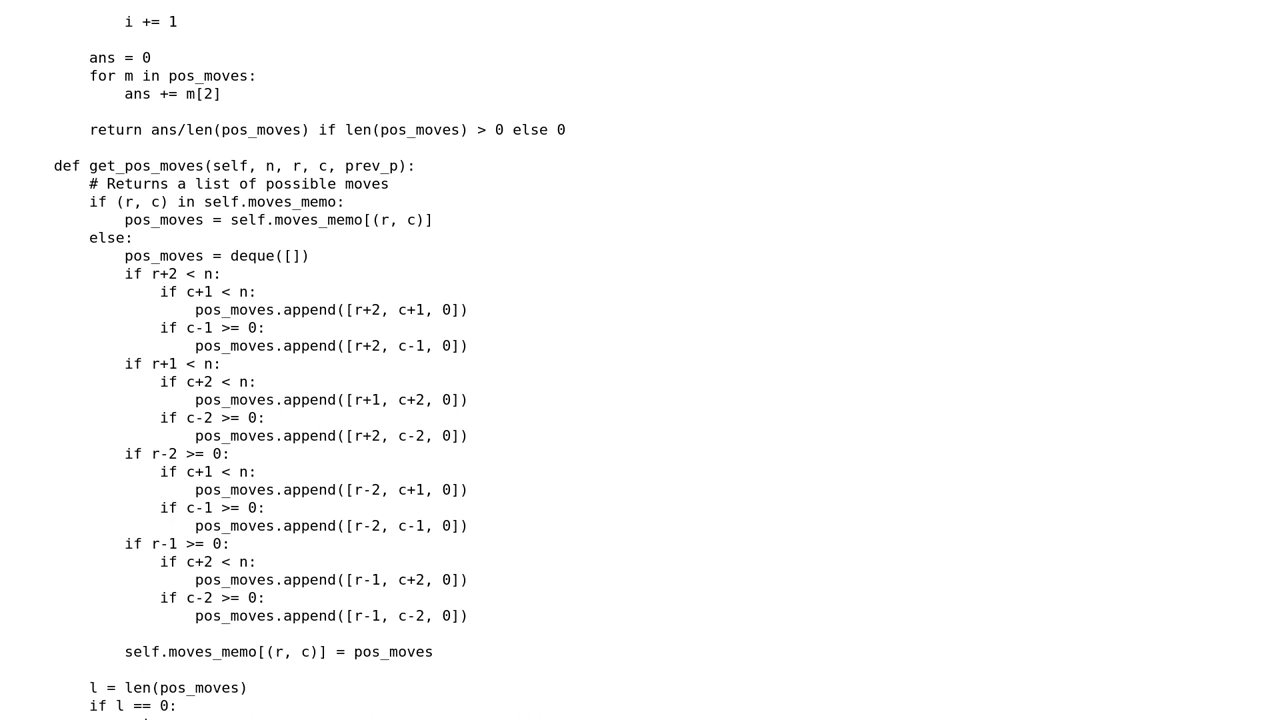 i += 1
ans = 0
for m in pos_moves:
ans += m[2]
return ans/len(pos_moves) if len(pos_moves) > 0 else 0
def get_pos_moves(self, n, r, c, prev_p):
# Returns a list of possible moves
if (r, c) in self.moves_memo:
pos_moves = self.moves_memo[(r, c)]
else:
pos_moves = deque([])
if r+2 < n:
if c+1 < n:
pos_moves.append([r+2, c+1, 0])
if c-1 >= 0:
pos_moves.append([r+2, c-1, 0])
if r+1 < n:
if c+2 < n:
pos_moves.append([r+1, c+2, 0])
if c-2 >= 0:
pos_moves.append([r+2, c-2, 0])
if r-2 >= 0:
if c+1 < n:
pos_moves.append([r-2, c+1, 0])
if c-1 >= 0:
pos_moves.append([r-2, c-1, 0])
if r-1 >= 0:
if c+2 < n:
pos_moves.append([r-1, c+2, 0])
if c-2 >= 0:
pos_moves.append([r-1, c-2, 0])
self.moves_memo[(r, c)] = pos_moves
l = len(pos_moves)
if l == 0: